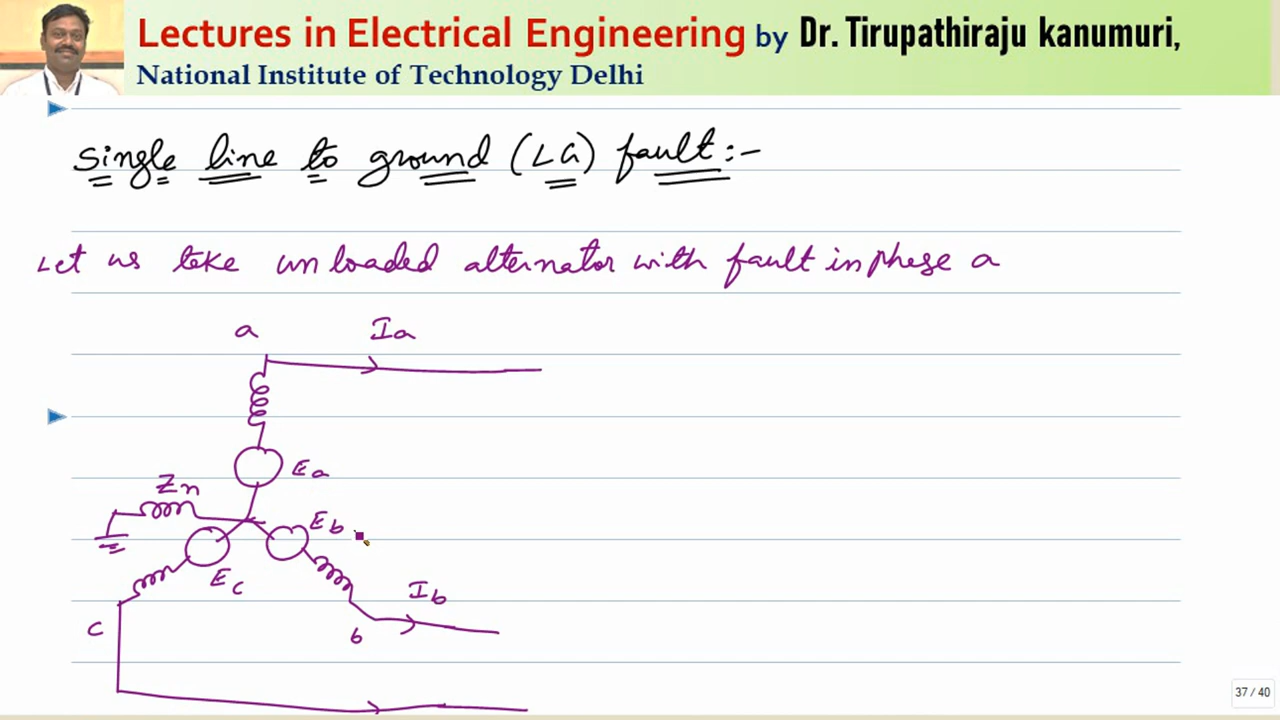 Lectures in Electrical Engineering by Dr. Tirupathiraju kanumuri,
National Institute of Technology Delhi
Single line to ground (LG) fault:-
Let us take unloaded alternator with fault in phase a
a
Ia
Ea
Zn
Eb
Ec
Ib
c
b
37 / 40